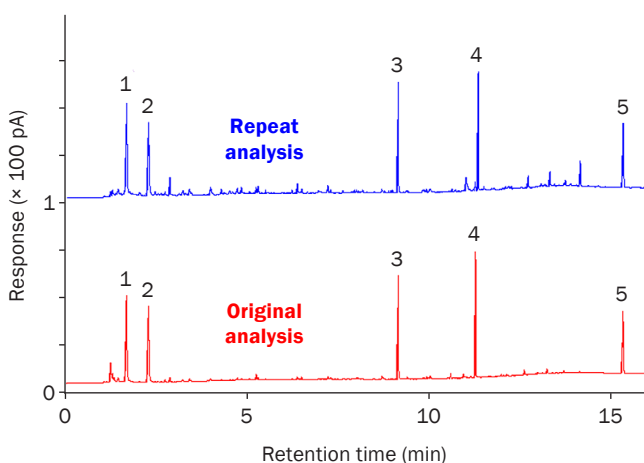 Response (× 100 pA)
1
0
1
2
3
4
5
Repeat
analysis
1
2
3
4
5
Original
analysis
0
5
10
15
Retention time (min)